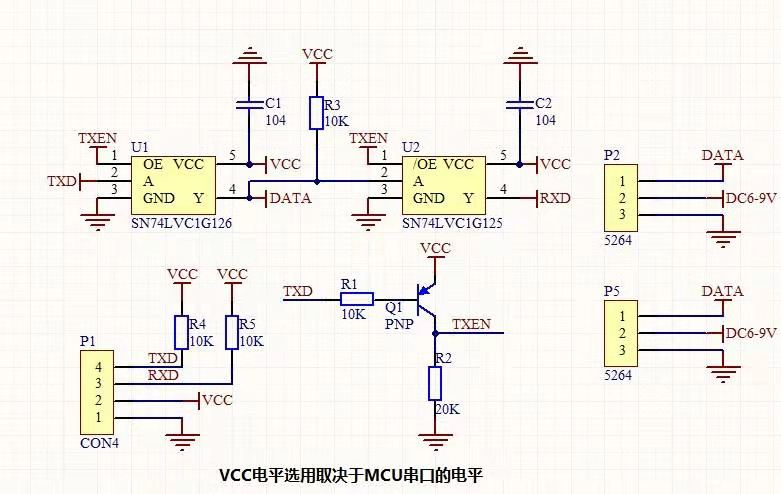 VCC
C1
104
R3
10K
C2
104
TXEN
U1
1
OE
VCC
5
VCC
TXD
2
A
3
GND
Y
4
DATA
SN74LVC1G126
TXEN
U2
1
/OE
VCC
5
VCC
2
A
3
GND
Y
4
RXD
SN74LVC1G125
P2
DATA
1
2
DC6-9V
3
5264
VCC
VCC
R4
10K
R5
10K
P1
4
TXD
3
RXD
2
VCC
1
CON4
VCC
TXD
R1
10K
Q1
PNP
TXEN
R2
20K
P5
DATA
1
2
DC6-9V
3
5264
VCC电平选用取决于MCU串口的电平